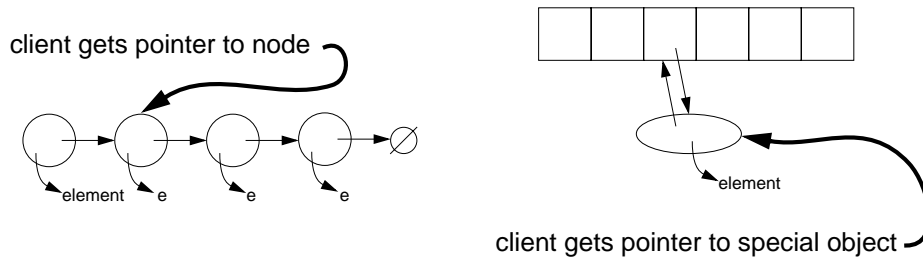 client gets pointer to node
element
e
e
e
element
client gets pointer to special object